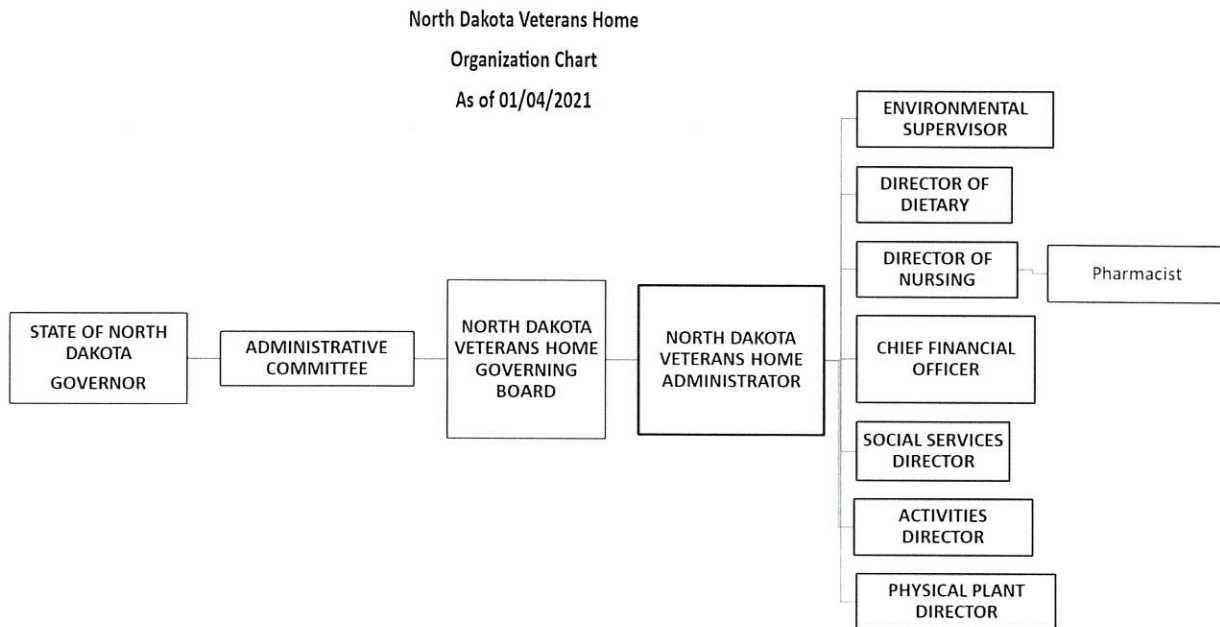 North Dakota Veterans Home
Organization Chart
As of 01/04/2021
STATE OF NORTH
DAKOTA
GOVERNOR
ADMINISTRATIVE
COMMITTEE
NORTH DAKOTA
VETERANS HOME
GOVERNING
BOARD
NORTH DAKOTA
VETERANS HOME
ADMINISTRATOR
ENVIRONMENTAL
SUPERVISOR
DIRECTOR OF
DIETARY
DIRECTOR OF
NURSING
Pharmacist
CHIEF FINANCIAL
OFFICER
SOCIAL SERVICES
DIRECTOR
ACTIVITIES
DIRECTOR
PHYSICAL PLANT
DIRECTOR